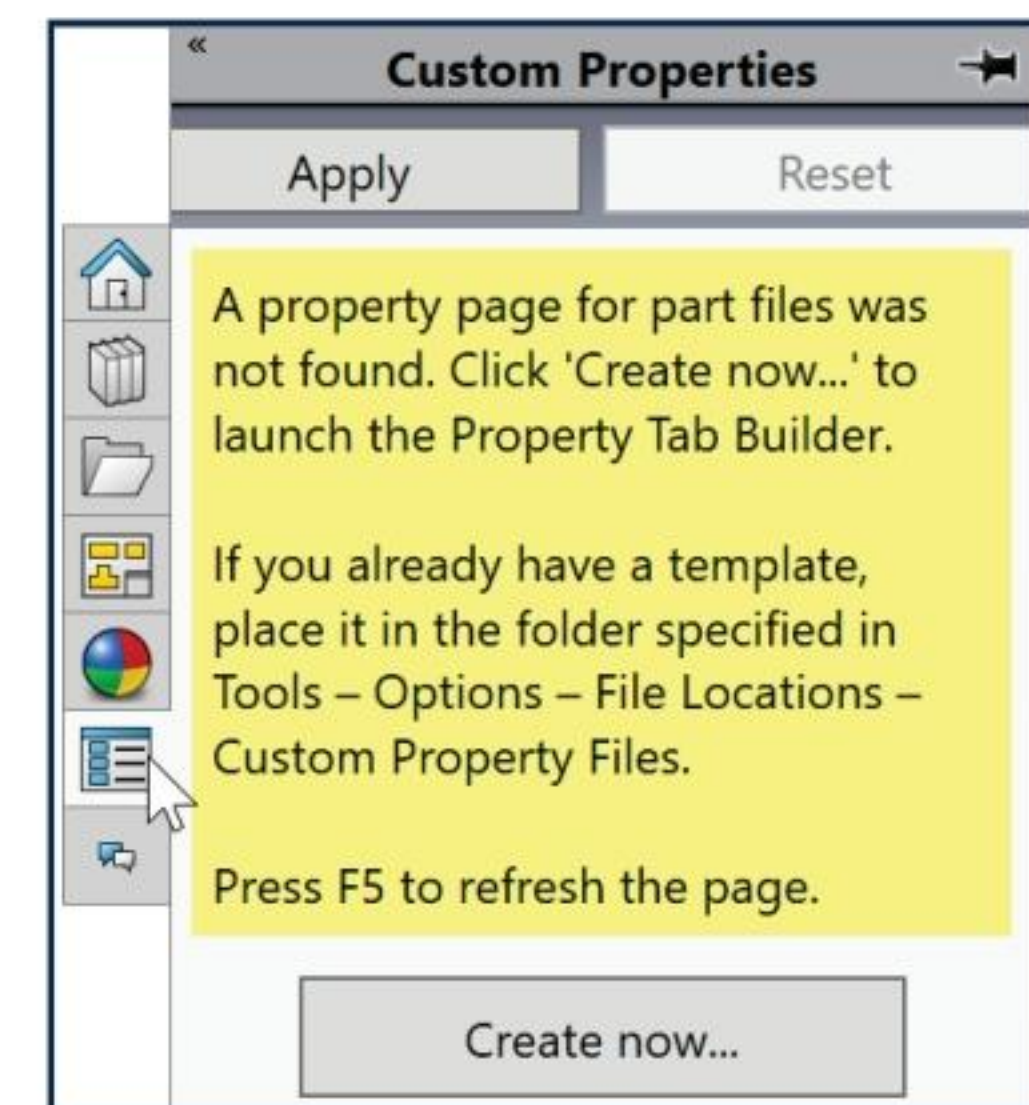 «
Custom Properties
Apply
Reset
A property page for part files was
not found. Click 'Create now...' to
launch the Property Tab Builder.
If you already have a template,
place it in the folder specified in
Tools – Options – File Locations –
Custom Property Files.
Press F5 to refresh the page.
Create now...